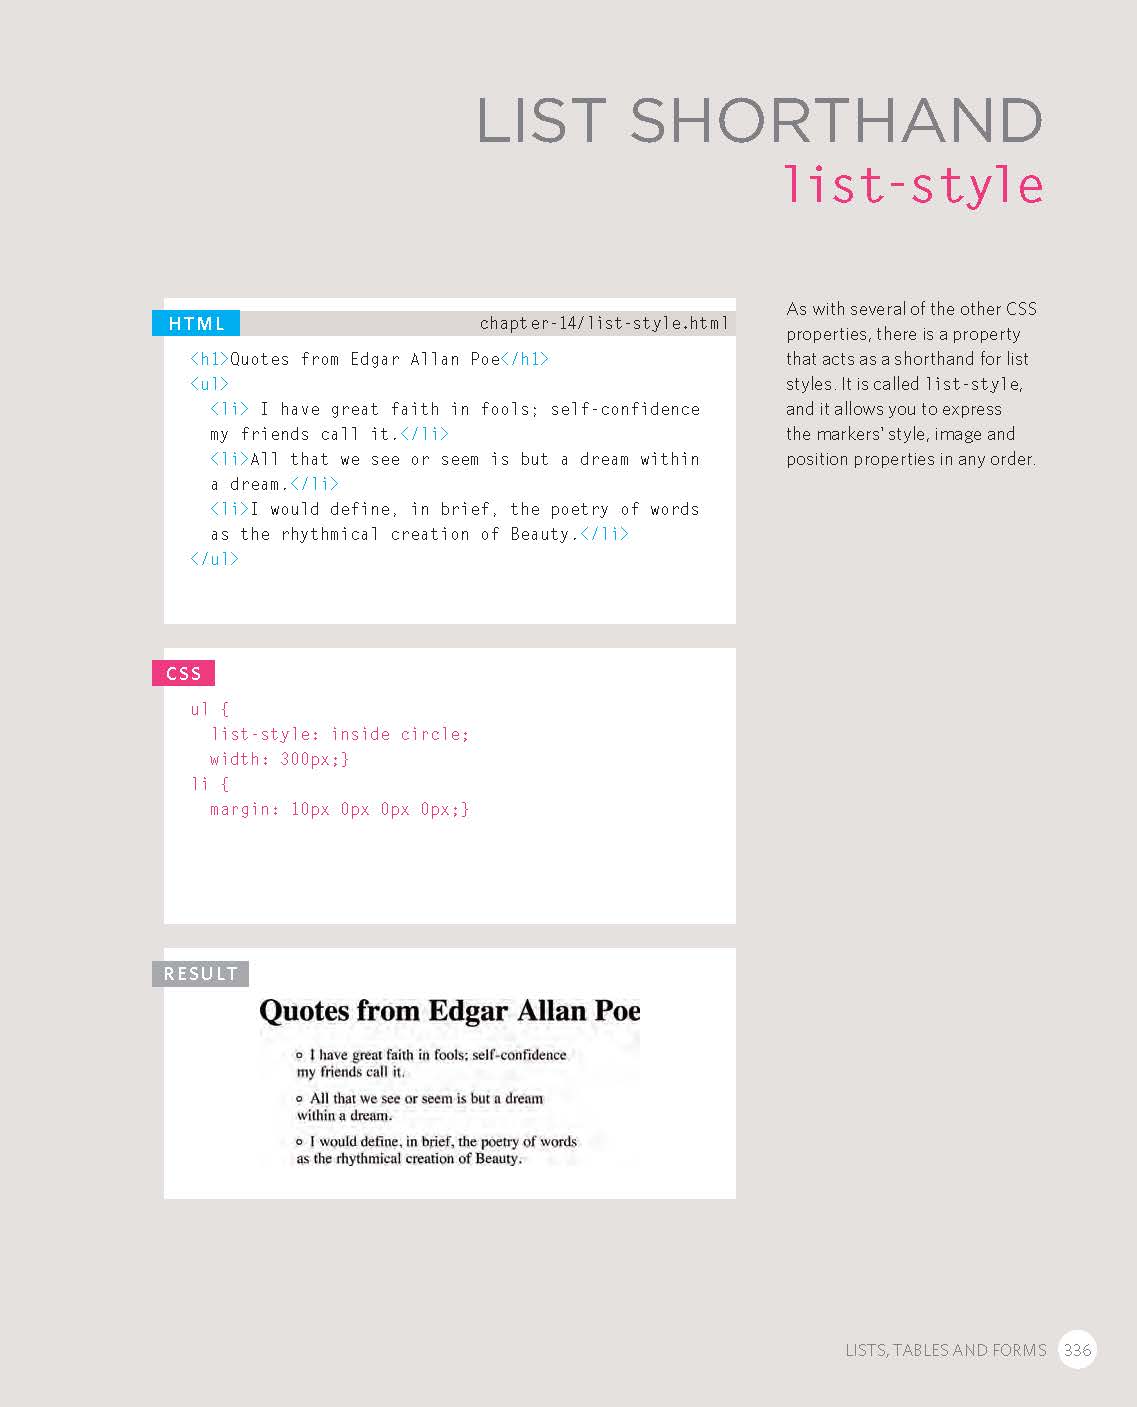 LIST SHORTHAND
list-style
HTML
chapter-14/list-style.html
<h1>Quotes from Edgar Allan Poe</h1>
<ul>
<li> I have great faith in fools; self-confidence
my friends call it.</li>
<li>All that we see or seem is but a dream within
a dream.</li>
<li>I would define, in brief, the poetry of words
as the rhythmical creation of Beauty.</li>
</ul>
As with several of the other CSS
properties, there is a property
that acts as a shorthand for list
styles. It is called list-style,
and it allows you to express
the markers' style, image and
position properties in any order.
CSS
ul {
list-style: inside circle;
width: 300px;}
li {
margin: 10px 0px 0px 0px;}
RESULT
Quotes from Edgar Allan Poe
I have great faith in fools; self-confidence
my friends call it.
All that we see or seem is but a dream
within a dream.
I would define, in brief, the poetry of words
as the rhythmical creation of Beauty.
LISTS, TABLES AND FORMS 336